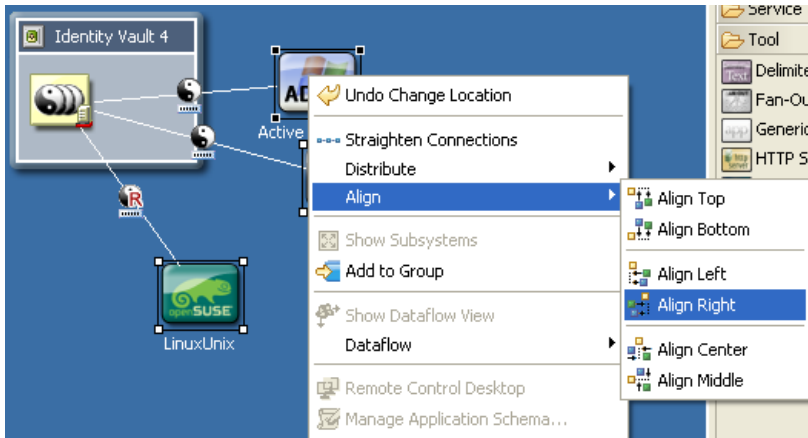 Identity Vault 4
Service
Tool
Delimite
Fan-Ou
Generic
HTTP S
AD
Active
Undo Change Location
Straighten Connections
Distribute
Align
Show Subsystems
Add to Group
Show Dataflow View
Dataflow
Remote Control Desktop
Manage Application Schema...
Align Top
Align Bottom
Align Left
Align Right
Align Center
Align Middle
R
openSUSE
LinuxUnix